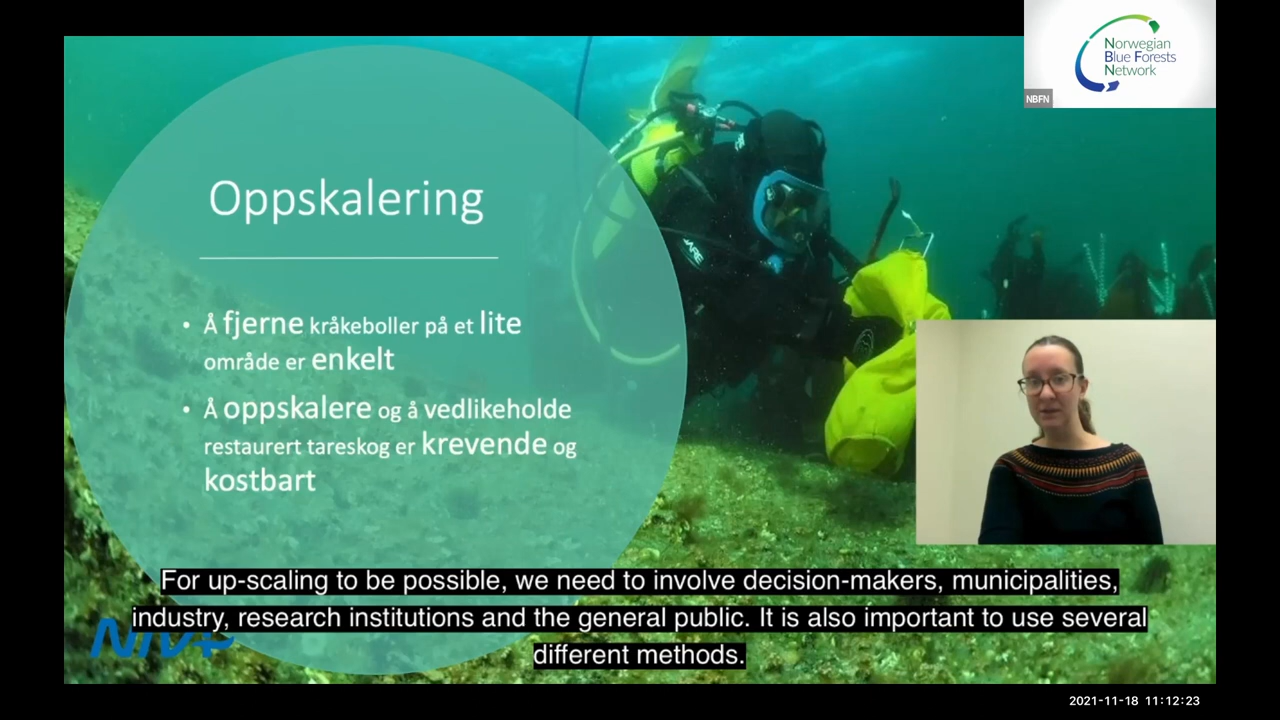 Norwegian
Blue Forests
Network
NBFN
Oppskalering
• Å fjerne kråkeboller på et lite
område er enkelt
• Å oppskalere og å vedlikeholde
restaurert tareskog er krevende og
kostbart
For up-scaling to be possible, we need to involve decision-makers, municipalities,
industry, research institutions and the general public. It is also important to use several
different methods.
2021-11-18 11:12:23